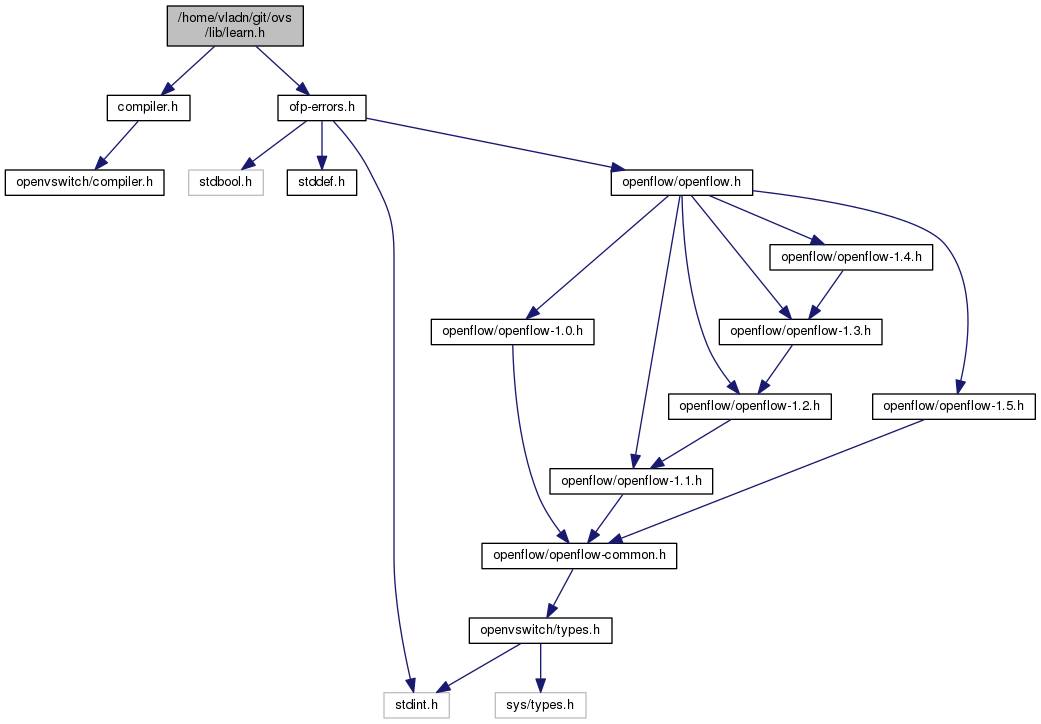 /home/vladn/git/ovs
/lib/learn.h
compiler.h
ofp-errors.h
openvswitch/compiler.h
stdbool.h
stddef.h
openflow/openflow.h
openflow/openflow-1.4.h
openflow/openflow-1.0.h
openflow/openflow-1.3.h
openflow/openflow-1.2.h
openflow/openflow-1.5.h
openflow/openflow-1.1.h
openflow/openflow-common.h
openvswitch/types.h
stdint.h
sys/types.h